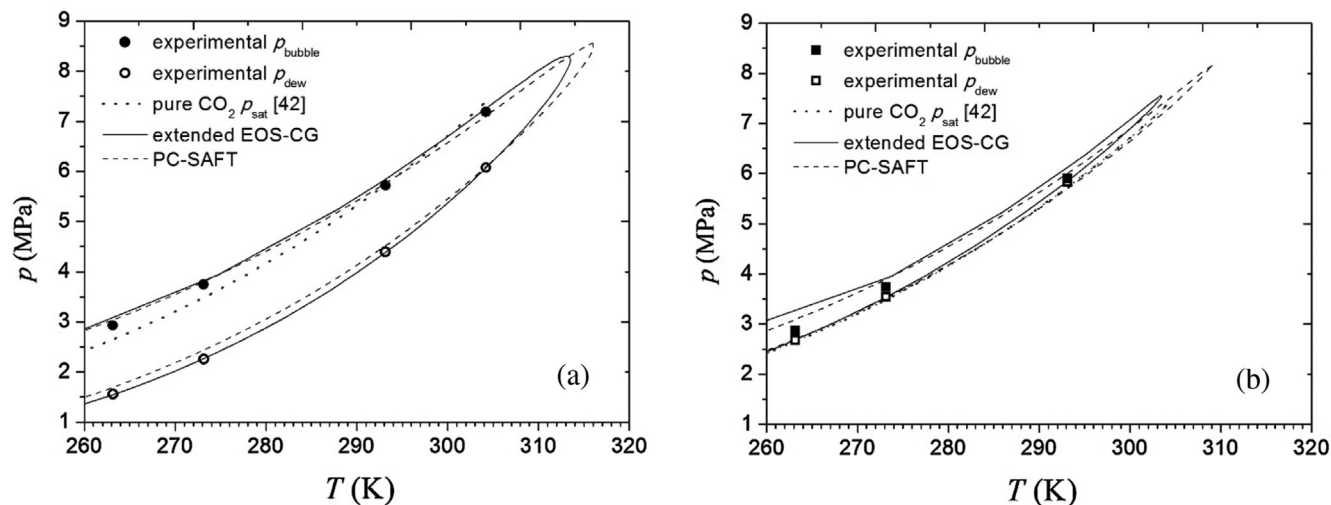 9
8
7
6
5
4
3
2
1
p (MPa)
experimental p_bubble
experimental p_dew
pure CO₂ p_sat [42]
extended EOS-CG
PC-SAFT
(a)
260 270 280 290 300 310 320
T (K)
9
8
7
6
5
4
3
2
1
p (MPa)
experimental p_bubble
experimental p_dew
pure CO₂ p_sat [42]
extended EOS-CG
PC-SAFT
(b)
260 270 280 290 300 310 320
T (K)